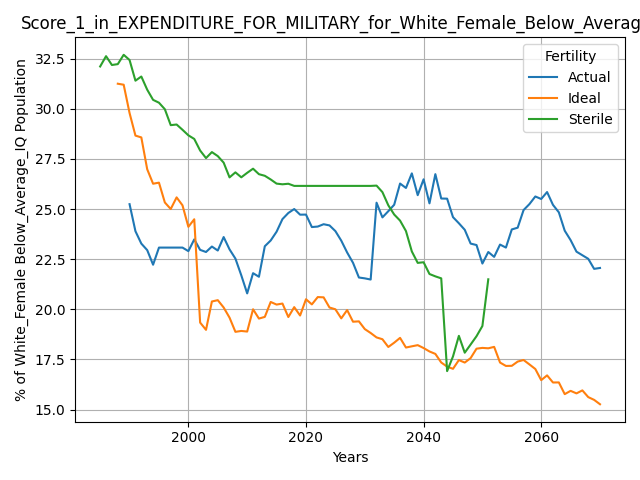 Score_1_in_EXPENDITURE_FOR_MILITARY_for_White_Female_Below_Averag
Fertility
Actual
Ideal
Sterile
% of White_Female Below_Average_IQ Population
32.5
30.0
27.5
25.0
22.5
20.0
17.5
15.0
2000 2020 2040 2060
Years